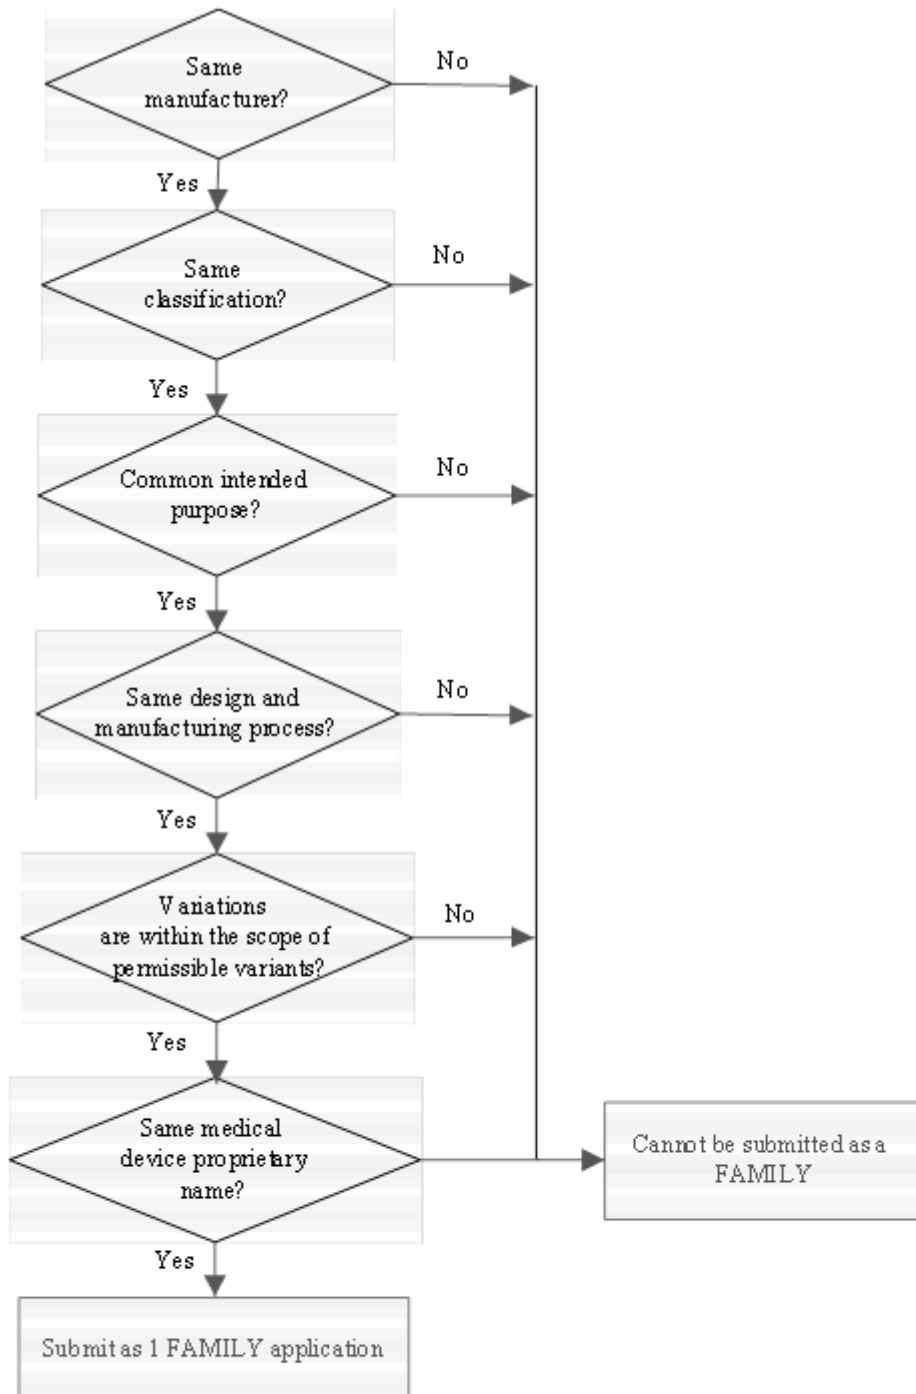 Same
manufacturer?
No
Yes
Same
classification?
No
Yes
Common intended
purpose?
No
Yes
Same design and
manufacturing process?
No
Yes
Variations
are within the scope of
permissible variants?
No
Yes
Same medical
device proprietary
name?
Cannot be submitted as a
FAMILY
Yes
Submit as 1 FAMILY application